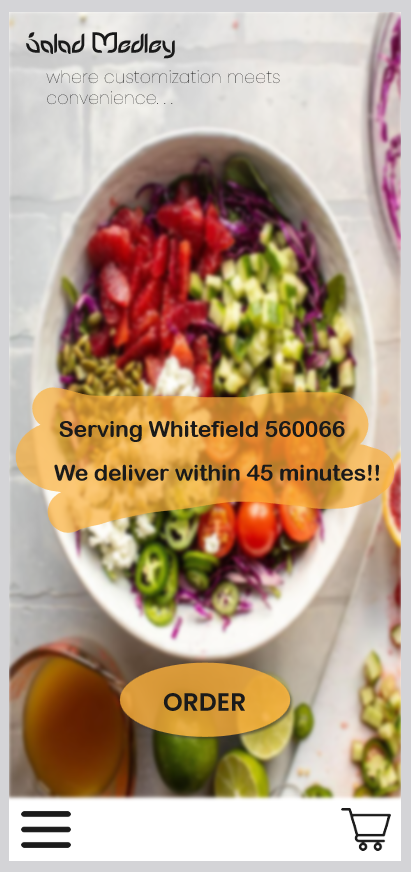 Salad Medley
where customization meets
convenience...
Serving Whitefield 560066
We deliver within 45 minutes!!
ORDER